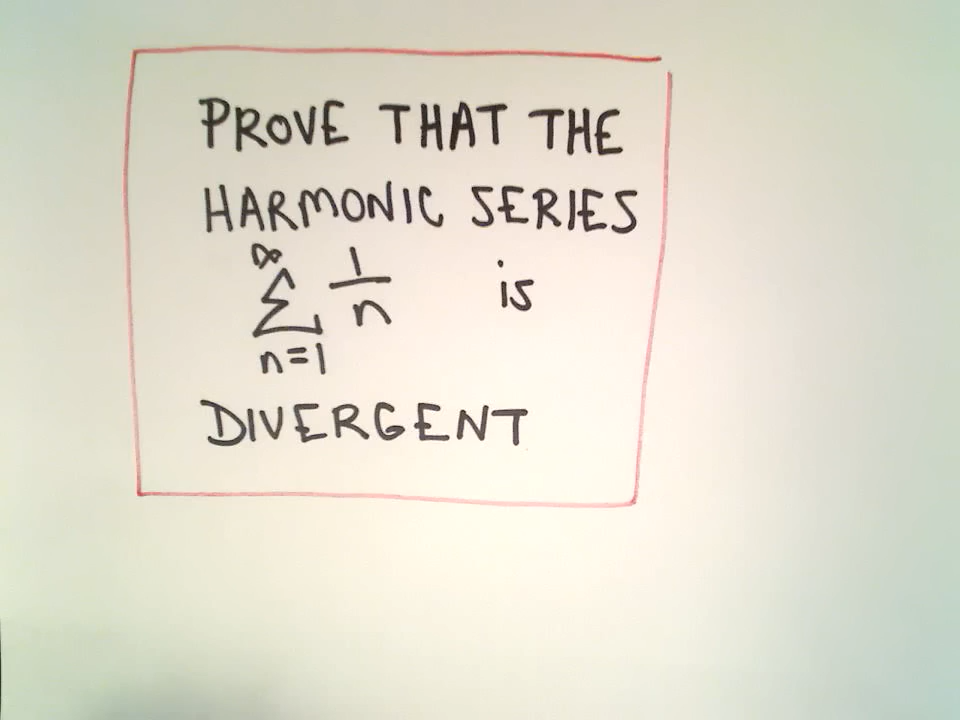 PROVE THAT THE
HARMONIC SERIES
∞
∑ 1/n is
n=1
DIVERGENT